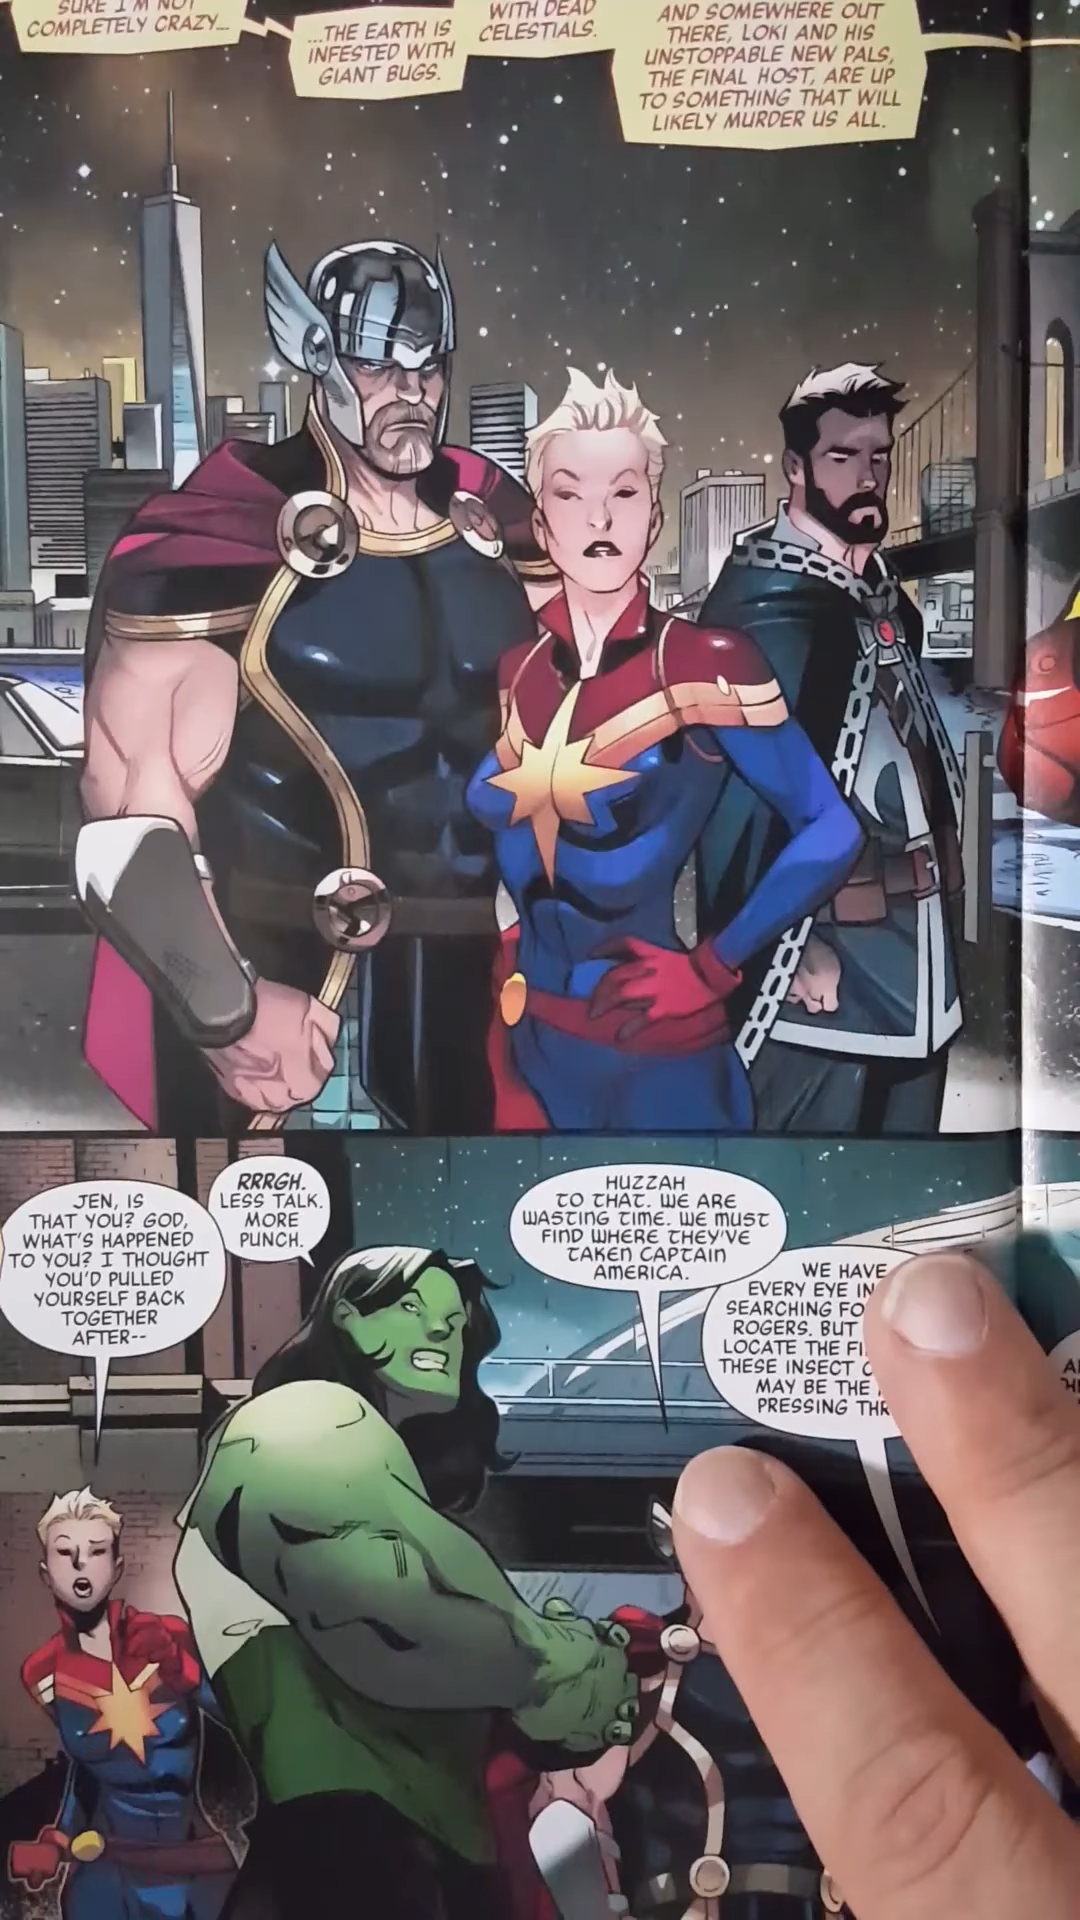 SURE I'M NOT
COMPLETELY CRAZY...
...THE EARTH IS
INFESTED WITH
GIANT BUGS.
WITH DEAD
CELESTIALS.
AND SOMEWHERE OUT
THERE, LOKI AND HIS
UNSTOPPABLE NEW PALS,
THE FINAL HOST, ARE UP
TO SOMETHING THAT WILL
LIKELY MURDER US ALL.
JEN, IS
THAT YOU? GOD,
WHAT'S HAPPENED
TO YOU? I THOUGHT
YOU'D PULLED
YOURSELF BACK
TOGETHER
AFTER--
RRRGH.
LESS TALK.
MORE
PUNCH.
HUZZAH
TO THAT. WE ARE
WASTING TIME. WE MUST
FIND WHERE THEY'VE
TAKEN CAPTAIN
AMERICA.
WE HAVE
EVERY EYE IN
SEARCHING FO
ROGERS. BUT
LOCATE THE FI
THESE INSECT
MAY BE THE
PRESSING THR